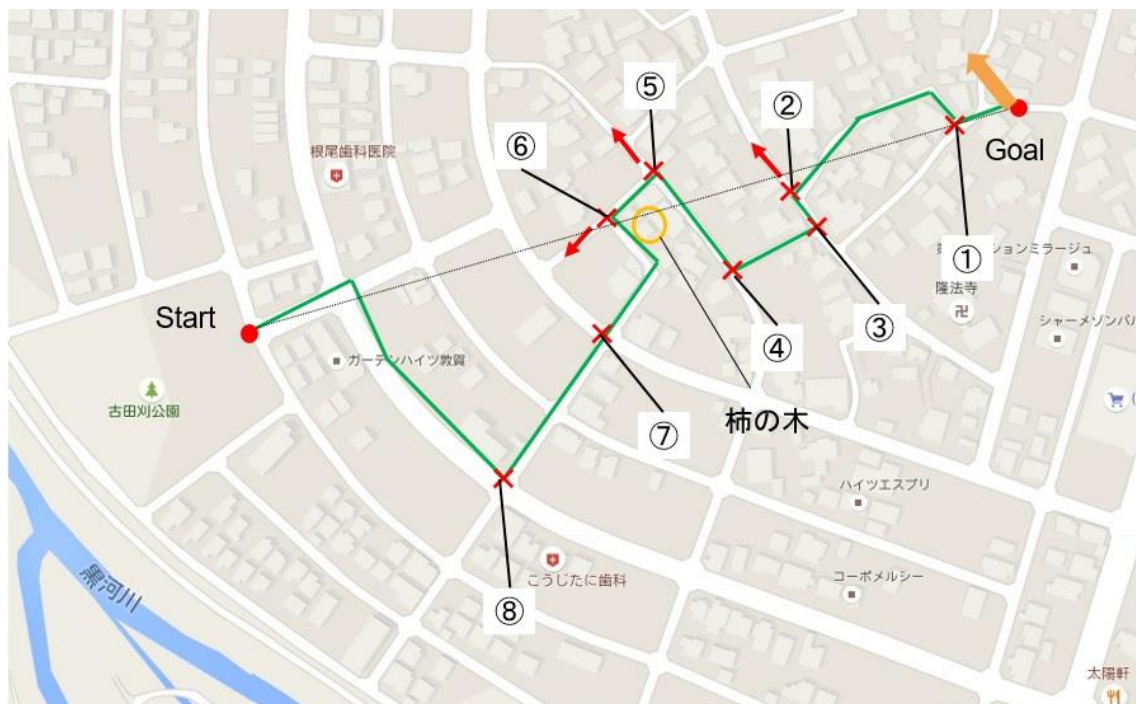 ⑤
②
⑥
根尾歯科医院
Goal
①
ションミラージュ
隆法寺
Start
③
シャーメゾンパル
④
ガーデンハイツ敦賀
古田刈公園
柿の木
⑦
ハイツエスプリ
こうじたに歯科
コーポメルシー
黒河川
⑧
太陽軒